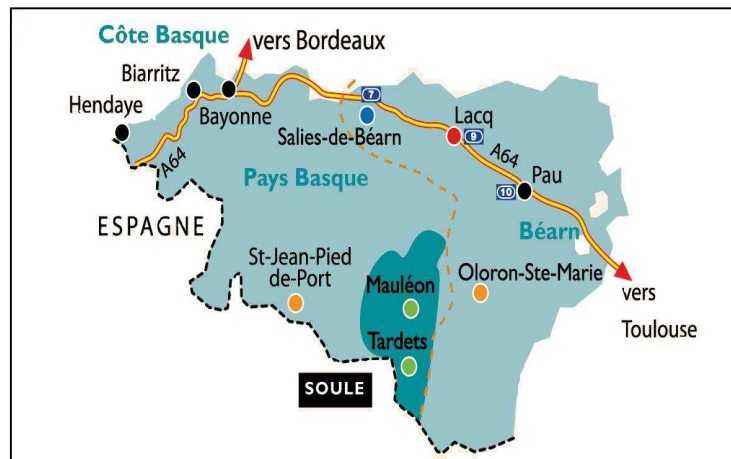 Côte Basque
vers Bordeaux
Biarritz
Hendaye
Bayonne
7
Salies-de-Béarn
Lacq
9
A64
A64
10
Pau
Pays Basque
ESPAGNE
Béarn
St-Jean-Pied
de-Port
Mauléon
Oloron-Ste-Marie
vers
Toulouse
Tardets
SOULE